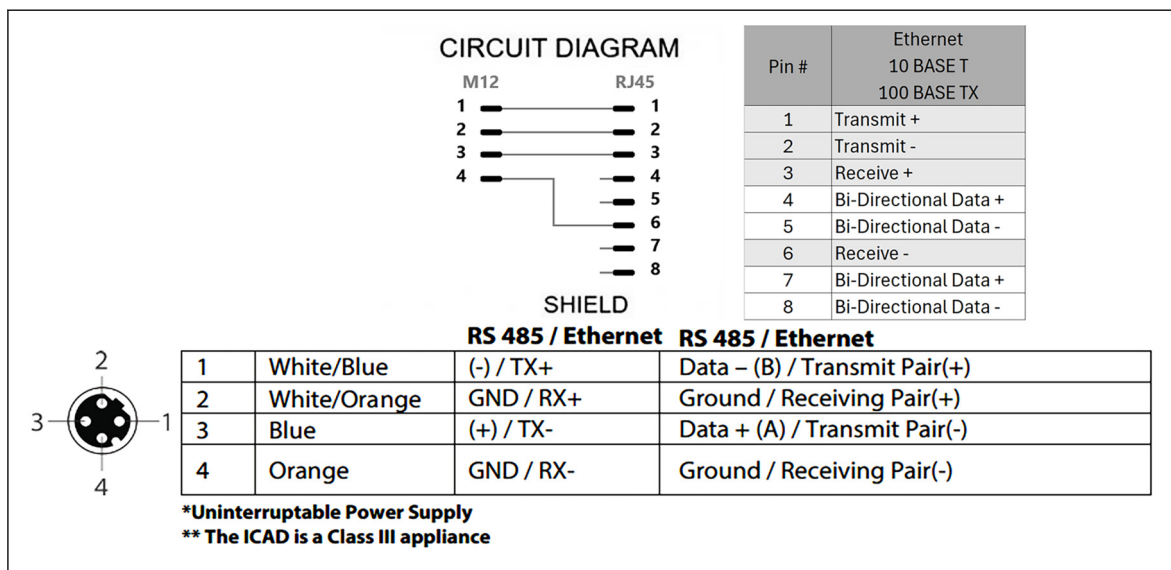 CIRCUIT DIAGRAM
M12 RJ45
1 1
2 2
3 3
4 4
5
6
7
8
SHIELD
Pin # Ethernet
10 BASE T
100 BASE TX
1 Transmit +
2 Transmit -
3 Receive +
4 Bi-Directional Data +
5 Bi-Directional Data -
6 Receive -
7 Bi-Directional Data +
8 Bi-Directional Data -
RS 485 / Ethernet RS 485 / Ethernet
1 White/Blue (-) / TX+ Data – (B) / Transmit Pair(+)
2 White/Orange GND / RX+ Ground / Receiving Pair(+)
3 Blue (+) / TX- Data + (A) / Transmit Pair(-)
4 Orange GND / RX- Ground / Receiving Pair(-)
2
3 1
4
*Uninterruptable Power Supply
** The ICAD is a Class III appliance